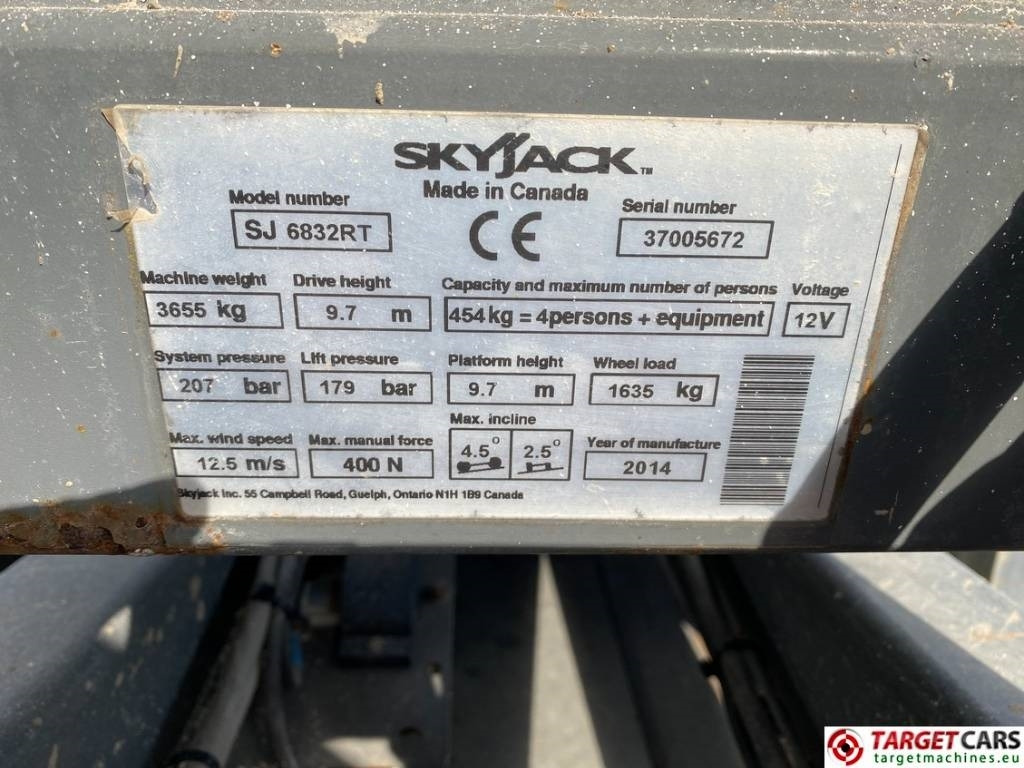 SKYJACK™
Made in Canada
Model number
SJ 6832RT
CE
Serial number
37005672
Machine weight Drive height Capacity and maximum number of persons Voltage
3655 kg 9.7 m 454kg = 4persons + equipment 12V
System pressure Lift pressure Platform height Wheel load
207 bar 179 bar 9.7 m 1635 kg
Max. incline
Max. wind speed Max. manual force 4.5° 2.5° Year of manufacture
12.5 m/s 400 N 2014
Skyjack Inc. 55 Campbell Road, Guelph, Ontario N1H 1B9 Canada
TARGETCARS
targetmachines.eu